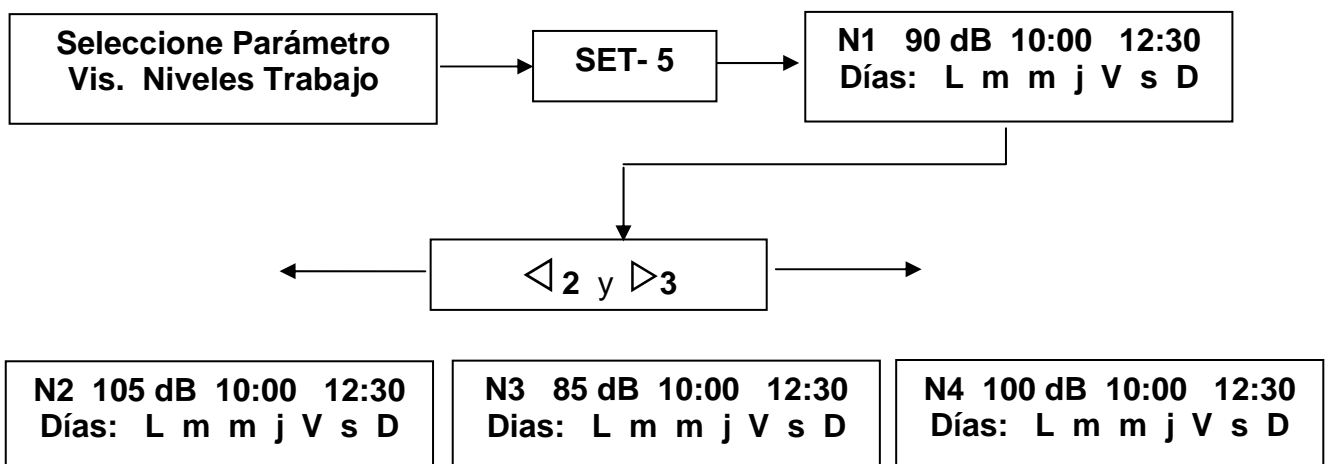 Seleccione Parámetro
Vis. Niveles Trabajo
SET- 5
N1 90 dB 10:00 12:30
Días: L m m j V s D
◁ 2 y ▷3
N2 105 dB 10:00 12:30
Días: L m m j V s D
N3 85 dB 10:00 12:30
Dias: L m m j V s D
N4 100 dB 10:00 12:30
Días: L m m j V s D